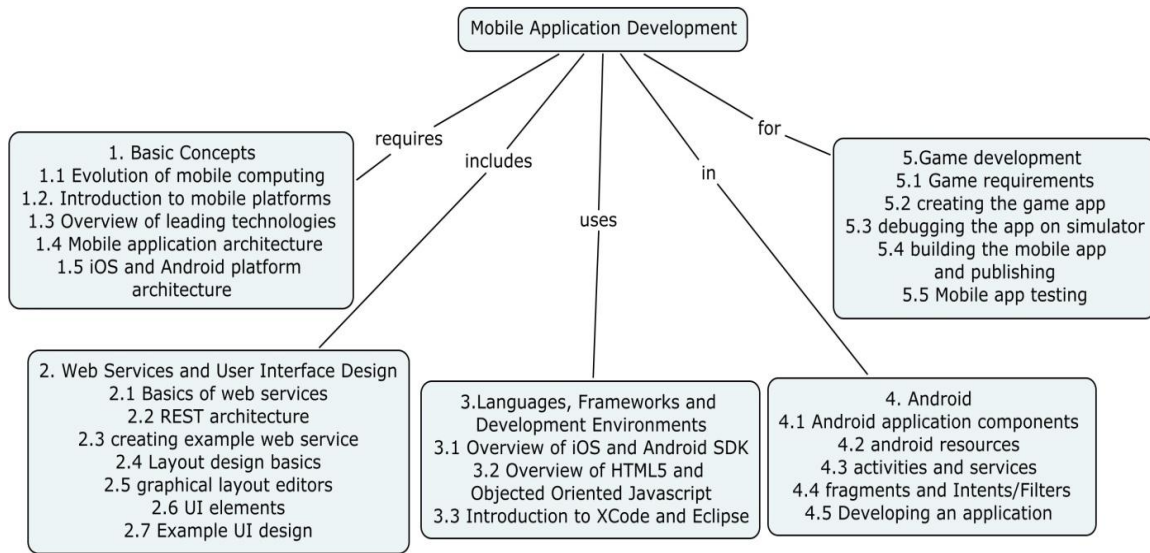 Mobile Application Development
requires
includes
uses
in
for
1. Basic Concepts
1.1 Evolution of mobile computing
1.2. Introduction to mobile platforms
1.3 Overview of leading technologies
1.4 Mobile application architecture
1.5 iOS and Android platform
architecture
2. Web Services and User Interface Design
2.1 Basics of web services
2.2 REST architecture
2.3 creating example web service
2.4 Layout design basics
2.5 graphical layout editors
2.6 UI elements
2.7 Example UI design
3.Languages, Frameworks and
Development Environments
3.1 Overview of iOS and Android SDK
3.2 Overview of HTML5 and
Objected Oriented Javascript
3.3 Introduction to XCode and Eclipse
4. Android
4.1 Android application components
4.2 android resources
4.3 activities and services
4.4 fragments and Intents/Filters
4.5 Developing an application
5.Game development
5.1 Game requirements
5.2 creating the game app
5.3 debugging the app on simulator
5.4 building the mobile app
and publishing
5.5 Mobile app testing